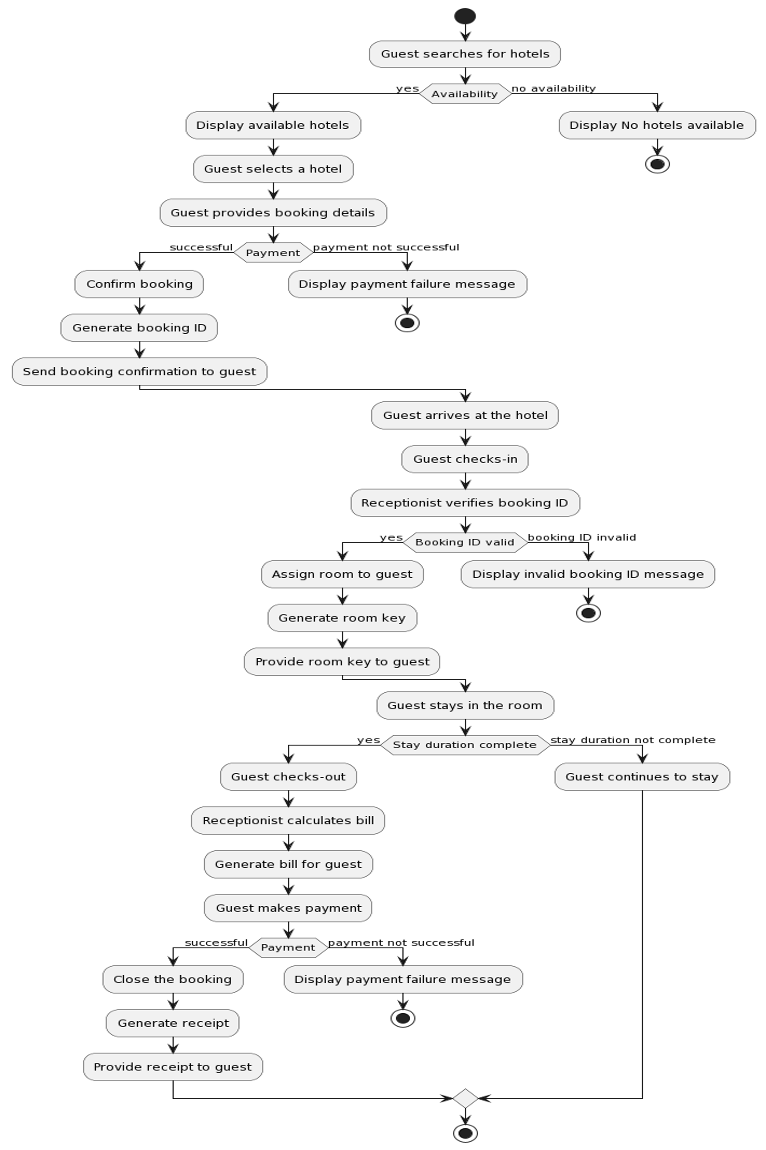 Guest searches for hotels
yes
Availability
no availability
Display available hotels
Display No hotels available
Guest selects a hotel
Guest provides booking details
successful
Payment
payment not successful
Confirm booking
Display payment failure message
Generate booking ID
Send booking confirmation to guest
Guest arrives at the hotel
Guest checks-in
Receptionist verifies booking ID
yes
Booking ID valid
booking ID invalid
Assign room to guest
Display invalid booking ID message
Generate room key
Provide room key to guest
Guest stays in the room
yes
Stay duration complete
stay duration not complete
Guest checks-out
Guest continues to stay
Receptionist calculates bill
Generate bill for guest
Guest makes payment
successful
Payment
payment not successful
Close the booking
Display payment failure message
Generate receipt
Provide receipt to guest